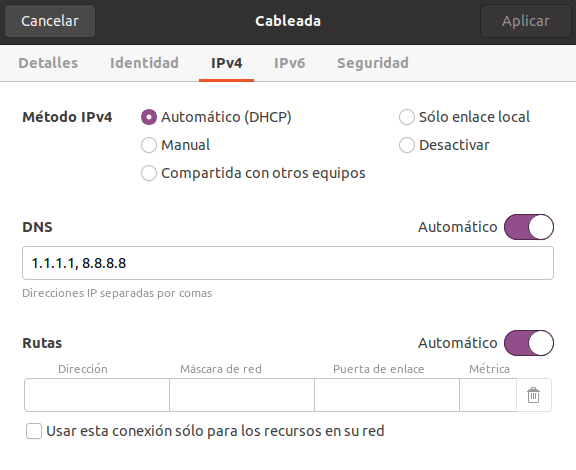 Cancelar Cableada Aplicar
Detalles Identidad IPv4 IPv6 Seguridad
Método IPv4 Automático (DHCP) Sólo enlace local
Manual Desactivar
Compartida con otros equipos
DNS Automático
1.1.1.1, 8.8.8.8
Direcciones IP separadas por comas
Rutas Automático
Dirección Máscara de red Puerta de enlace Métrica
Usar esta conexión sólo para los recursos en su red